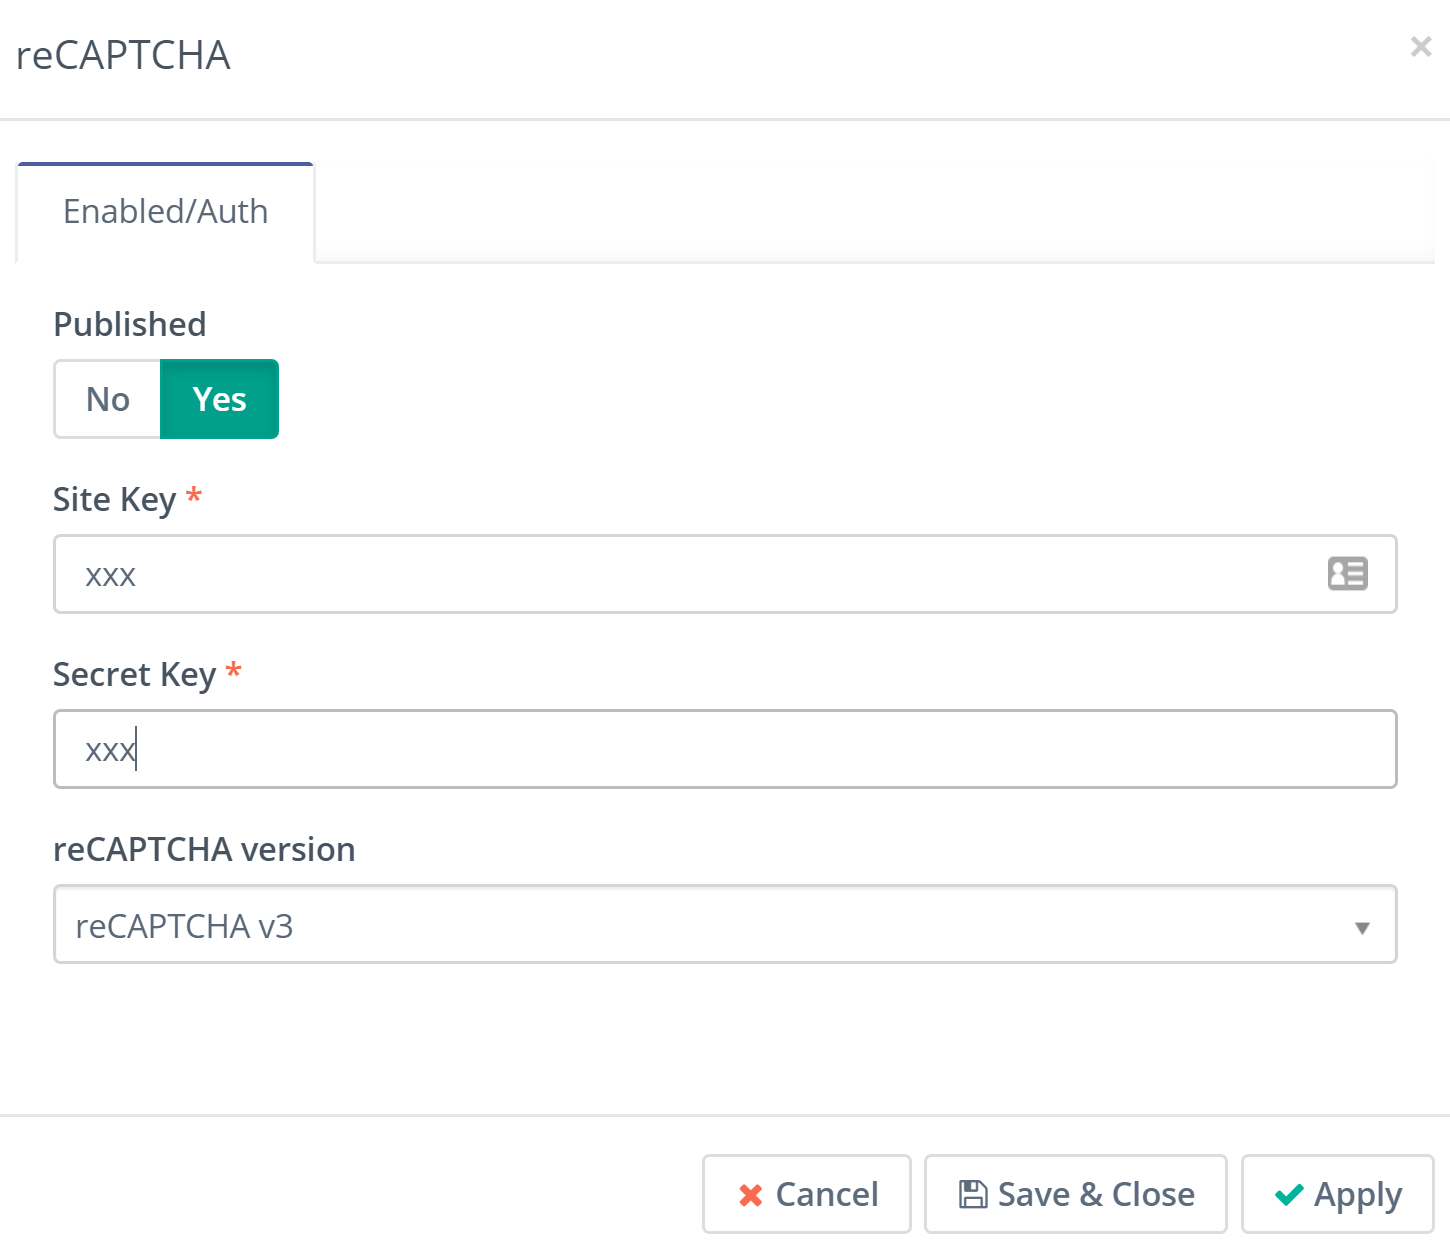 reCAPTCHA
Enabled/Auth
Published
No Yes
Site Key *
xxx
Secret Key *
xxx
reCAPTCHA version
reCAPTCHA v3
Cancel Save & Close Apply